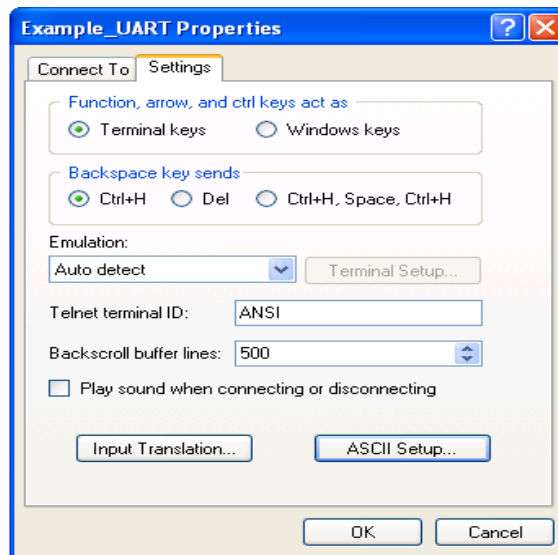 Example_UART Properties
Connect To Settings
Function, arrow, and ctrl keys act as
Terminal keys Windows keys
Backspace key sends
Ctrl+H Del Ctrl+H, Space, Ctrl+H
Emulation:
Auto detect Terminal Setup...
Telnet terminal ID: ANSI
Backscroll buffer lines: 500
Play sound when connecting or disconnecting
Input Translation... ASCII Setup...
OK Cancel